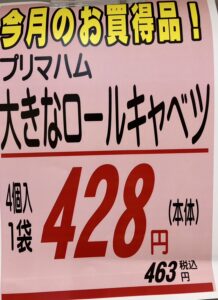 今月のお買得品！
プリマハム
大きなロールキャベツ
4個入
1袋
428円
(本体)
463税込円